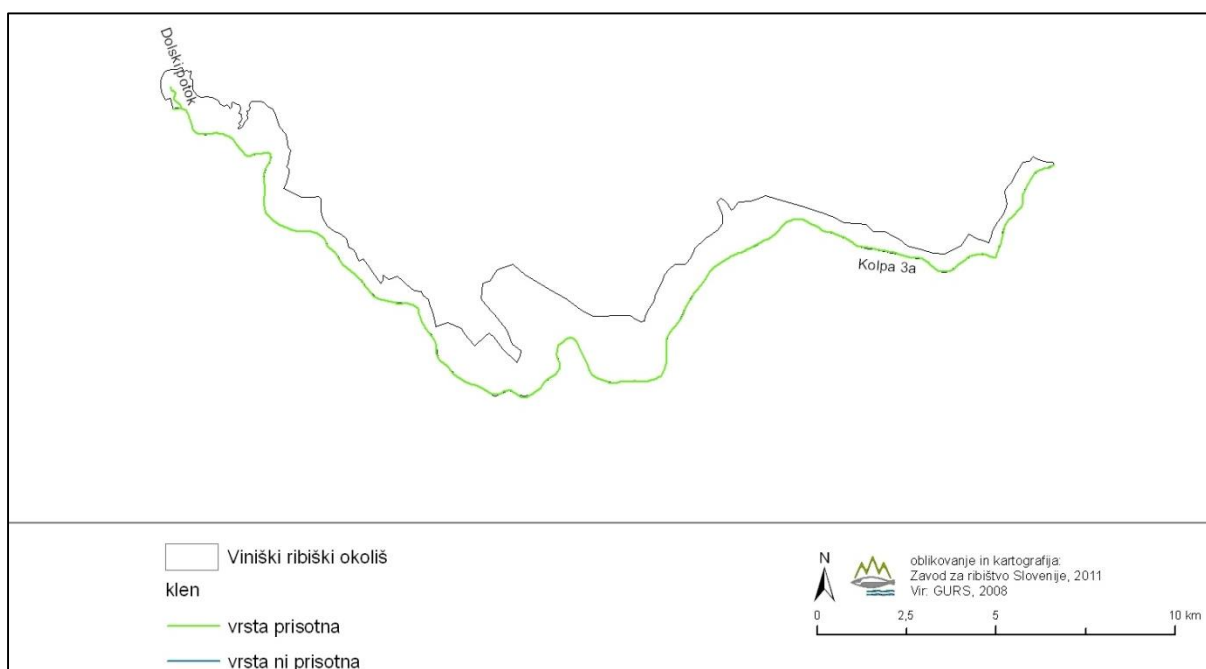 Dolski potok
Kolpa 3a
Viniški ribiški okoliš
klen
vrsta prisotna
vrsta ni prisotna
N
oblikovanje in kartografija:
Zavod za ribištvo Slovenije, 2011
Vir: GURS, 2008
0 2,5 5 10 km